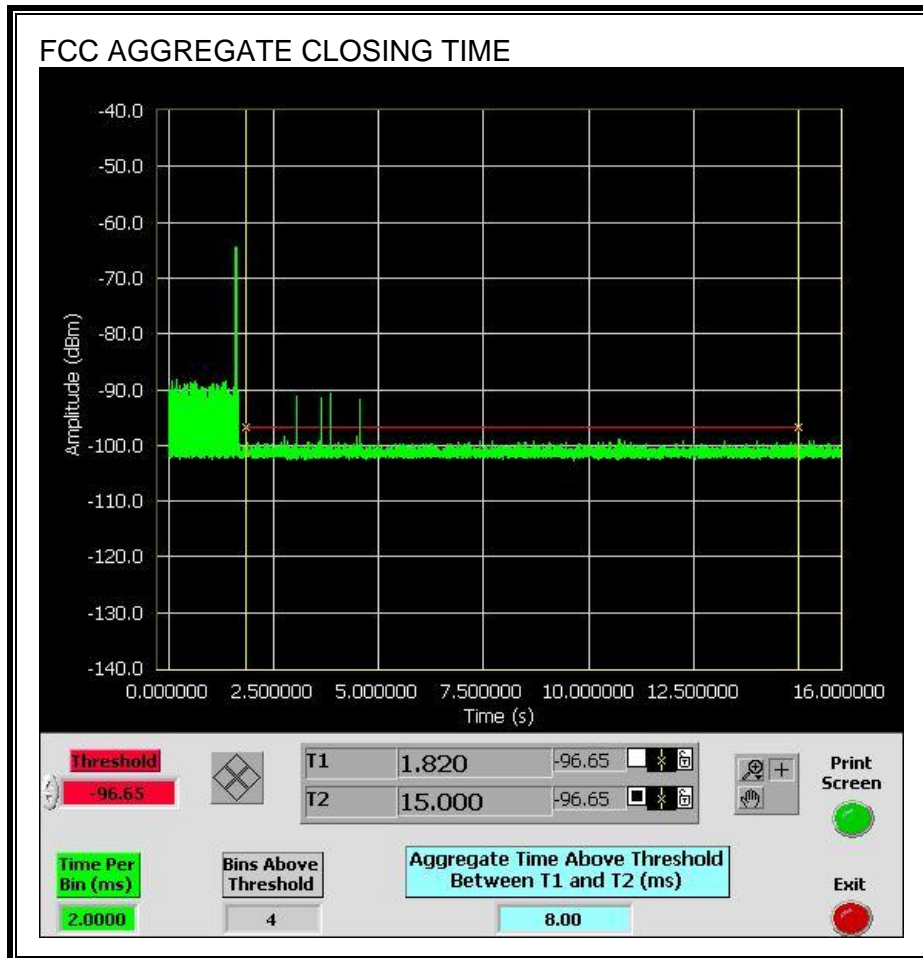 FCC AGGREGATE CLOSING TIME
-40.0
-50.0
-60.0
-70.0
-80.0
-90.0
-100.0
-110.0
-120.0
-130.0
-140.0
Amplitude (dBm)
0.000000 2.500000 5.000000 7.500000 10.000000 12.500000 16.000000
Time (s)
Threshold
-96.65
T1 1.820 -96.65
T2 15.000 -96.65
Print
Screen
Time Per
Bin (ms)
2.0000
Bins Above
Threshold
4
Aggregate Time Above Threshold
Between T1 and T2 (ms)
8.00
Exit